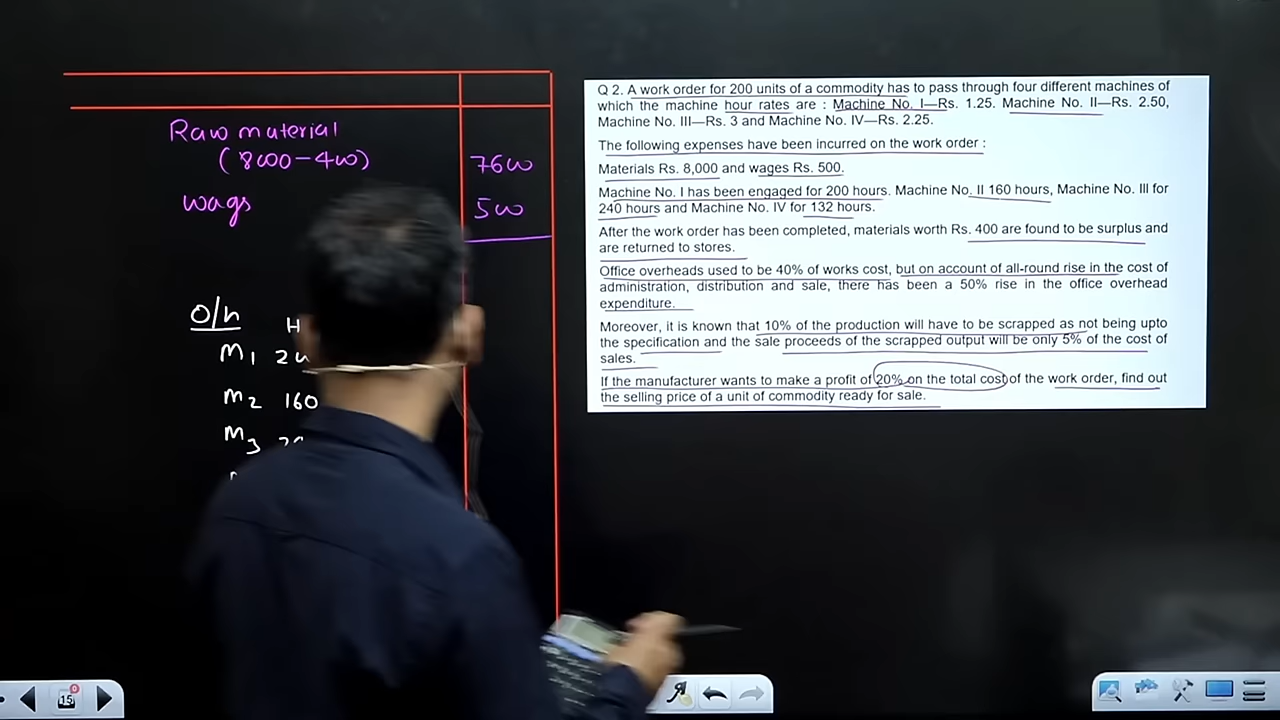 Raw material
(8000-400) 7600
wags 500
O/h H
M1 20
M2 160
M3
Q 2. A work order for 200 units of a commodity has to pass through four different machines of
which the machine hour rates are : Machine No. I—Rs. 1.25. Machine No. II—Rs. 2.50,
Machine No. III—Rs. 3 and Machine No. IV—Rs. 2.25.
The following expenses have been incurred on the work order :
Materials Rs. 8,000 and wages Rs. 500.
Machine No. I has been engaged for 200 hours. Machine No. II 160 hours, Machine No. III for
240 hours and Machine No. IV for 132 hours.
After the work order has been completed, materials worth Rs. 400 are found to be surplus and
are returned to stores.
Office overheads used to be 40% of works cost, but on account of all-round rise in the cost of
administration, distribution and sale, there has been a 50% rise in the office overhead
expenditure.
Moreover, it is known that 10% of the production will have to be scrapped as not being upto
the specification and the sale proceeds of the scrapped output will be only 5% of the cost of
sales.
If the manufacturer wants to make a profit of 20% on the total cost of the work order, find out
the selling price of a unit of commodity ready for sale.
15
0